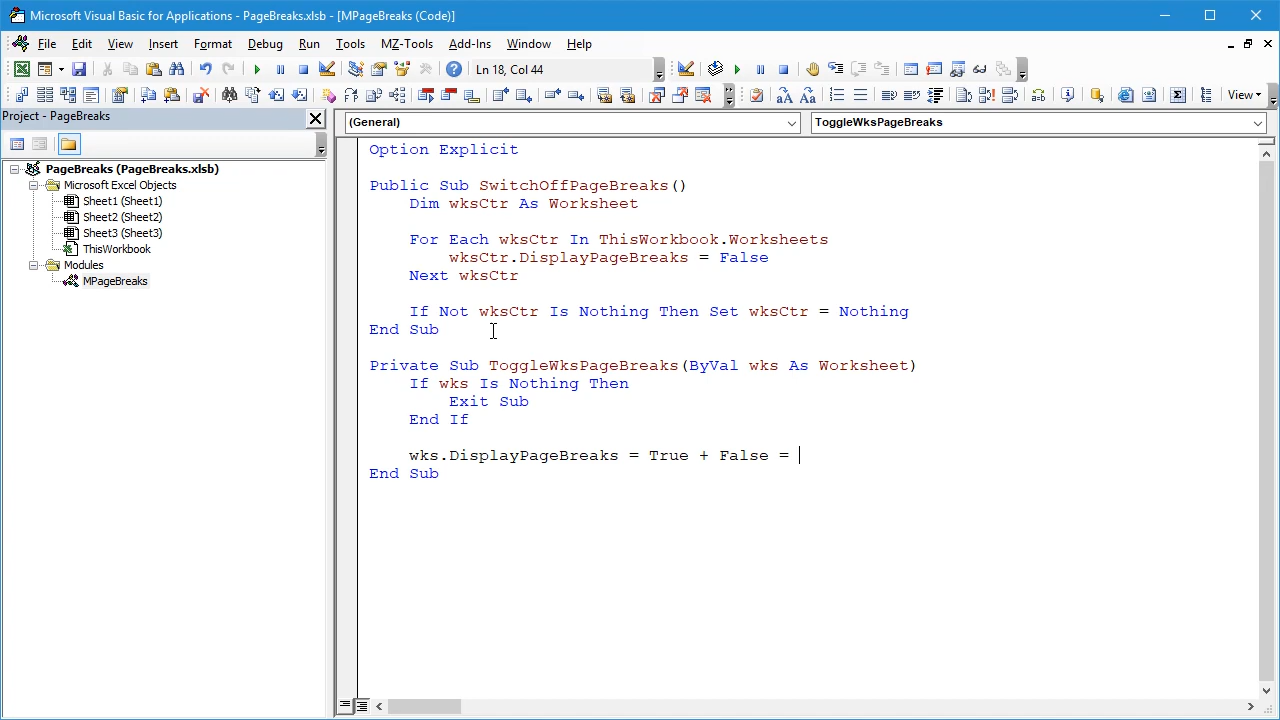 Microsoft Visual Basic for Applications - PageBreaks.xlsb - [MPageBreaks (Code)]
File Edit View Insert Format Debug Run Tools MZ-Tools Add-Ins Window Help
Ln 18, Col 44
View
Project - PageBreaks
(General) ToggleWksPageBreaks
PageBreaks (PageBreaks.xlsb)
Microsoft Excel Objects
Sheet1 (Sheet1)
Sheet2 (Sheet2)
Sheet3 (Sheet3)
ThisWorkbook
Modules
MPageBreaks
Option Explicit
Public Sub SwitchOffPageBreaks()
Dim wksCtr As Worksheet
For Each wksCtr In ThisWorkbook.Worksheets
wksCtr.DisplayPageBreaks = False
Next wksCtr
If Not wksCtr Is Nothing Then Set wksCtr = Nothing
End Sub
Private Sub ToggleWksPageBreaks(ByVal wks As Worksheet)
If wks Is Nothing Then
Exit Sub
End If
wks.DisplayPageBreaks = True + False =
End Sub